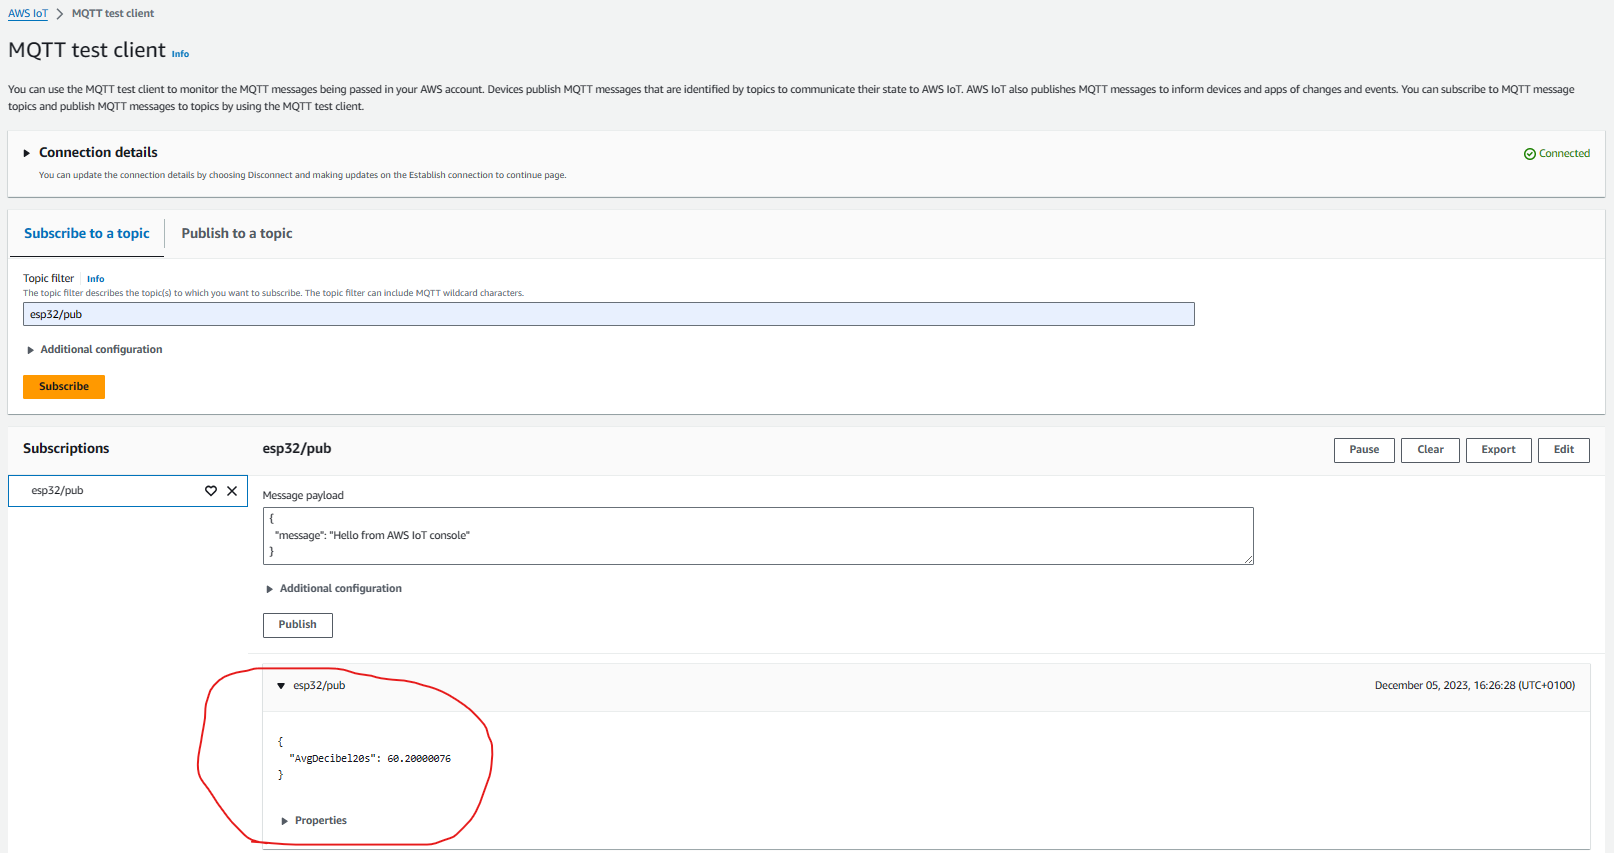 AWS IoT > MQTT test client
MQTT test client Info
You can use the MQTT test client to monitor the MQTT messages being passed in your AWS account. Devices publish MQTT messages that are identified by topics to communicate their state to AWS IoT. AWS IoT also publishes MQTT messages to inform devices and apps of changes and events. You can subscribe to MQTT message
topics and publish MQTT messages to topics by using the MQTT test client.
Connection details
Connected
You can update the connection details by choosing Disconnect and making updates on the Establish connection to continue page.
Subscribe to a topic
Publish to a topic
Topic filter Info
The topic filter describes the topic(s) to which you want to subscribe. The topic filter can include MQTT wildcard characters.
esp32/pub
Additional configuration
Subscribe
Subscriptions
esp32/pub
esp32/pub
Pause Clear Export Edit
Message payload
{
"message": "Hello from AWS IoT console"
}
Additional configuration
Publish
esp32/pub
December 05, 2023, 16:26:28 (UTC+0100)
{
"AvgDecibel20s": 60.20000076
}
Properties